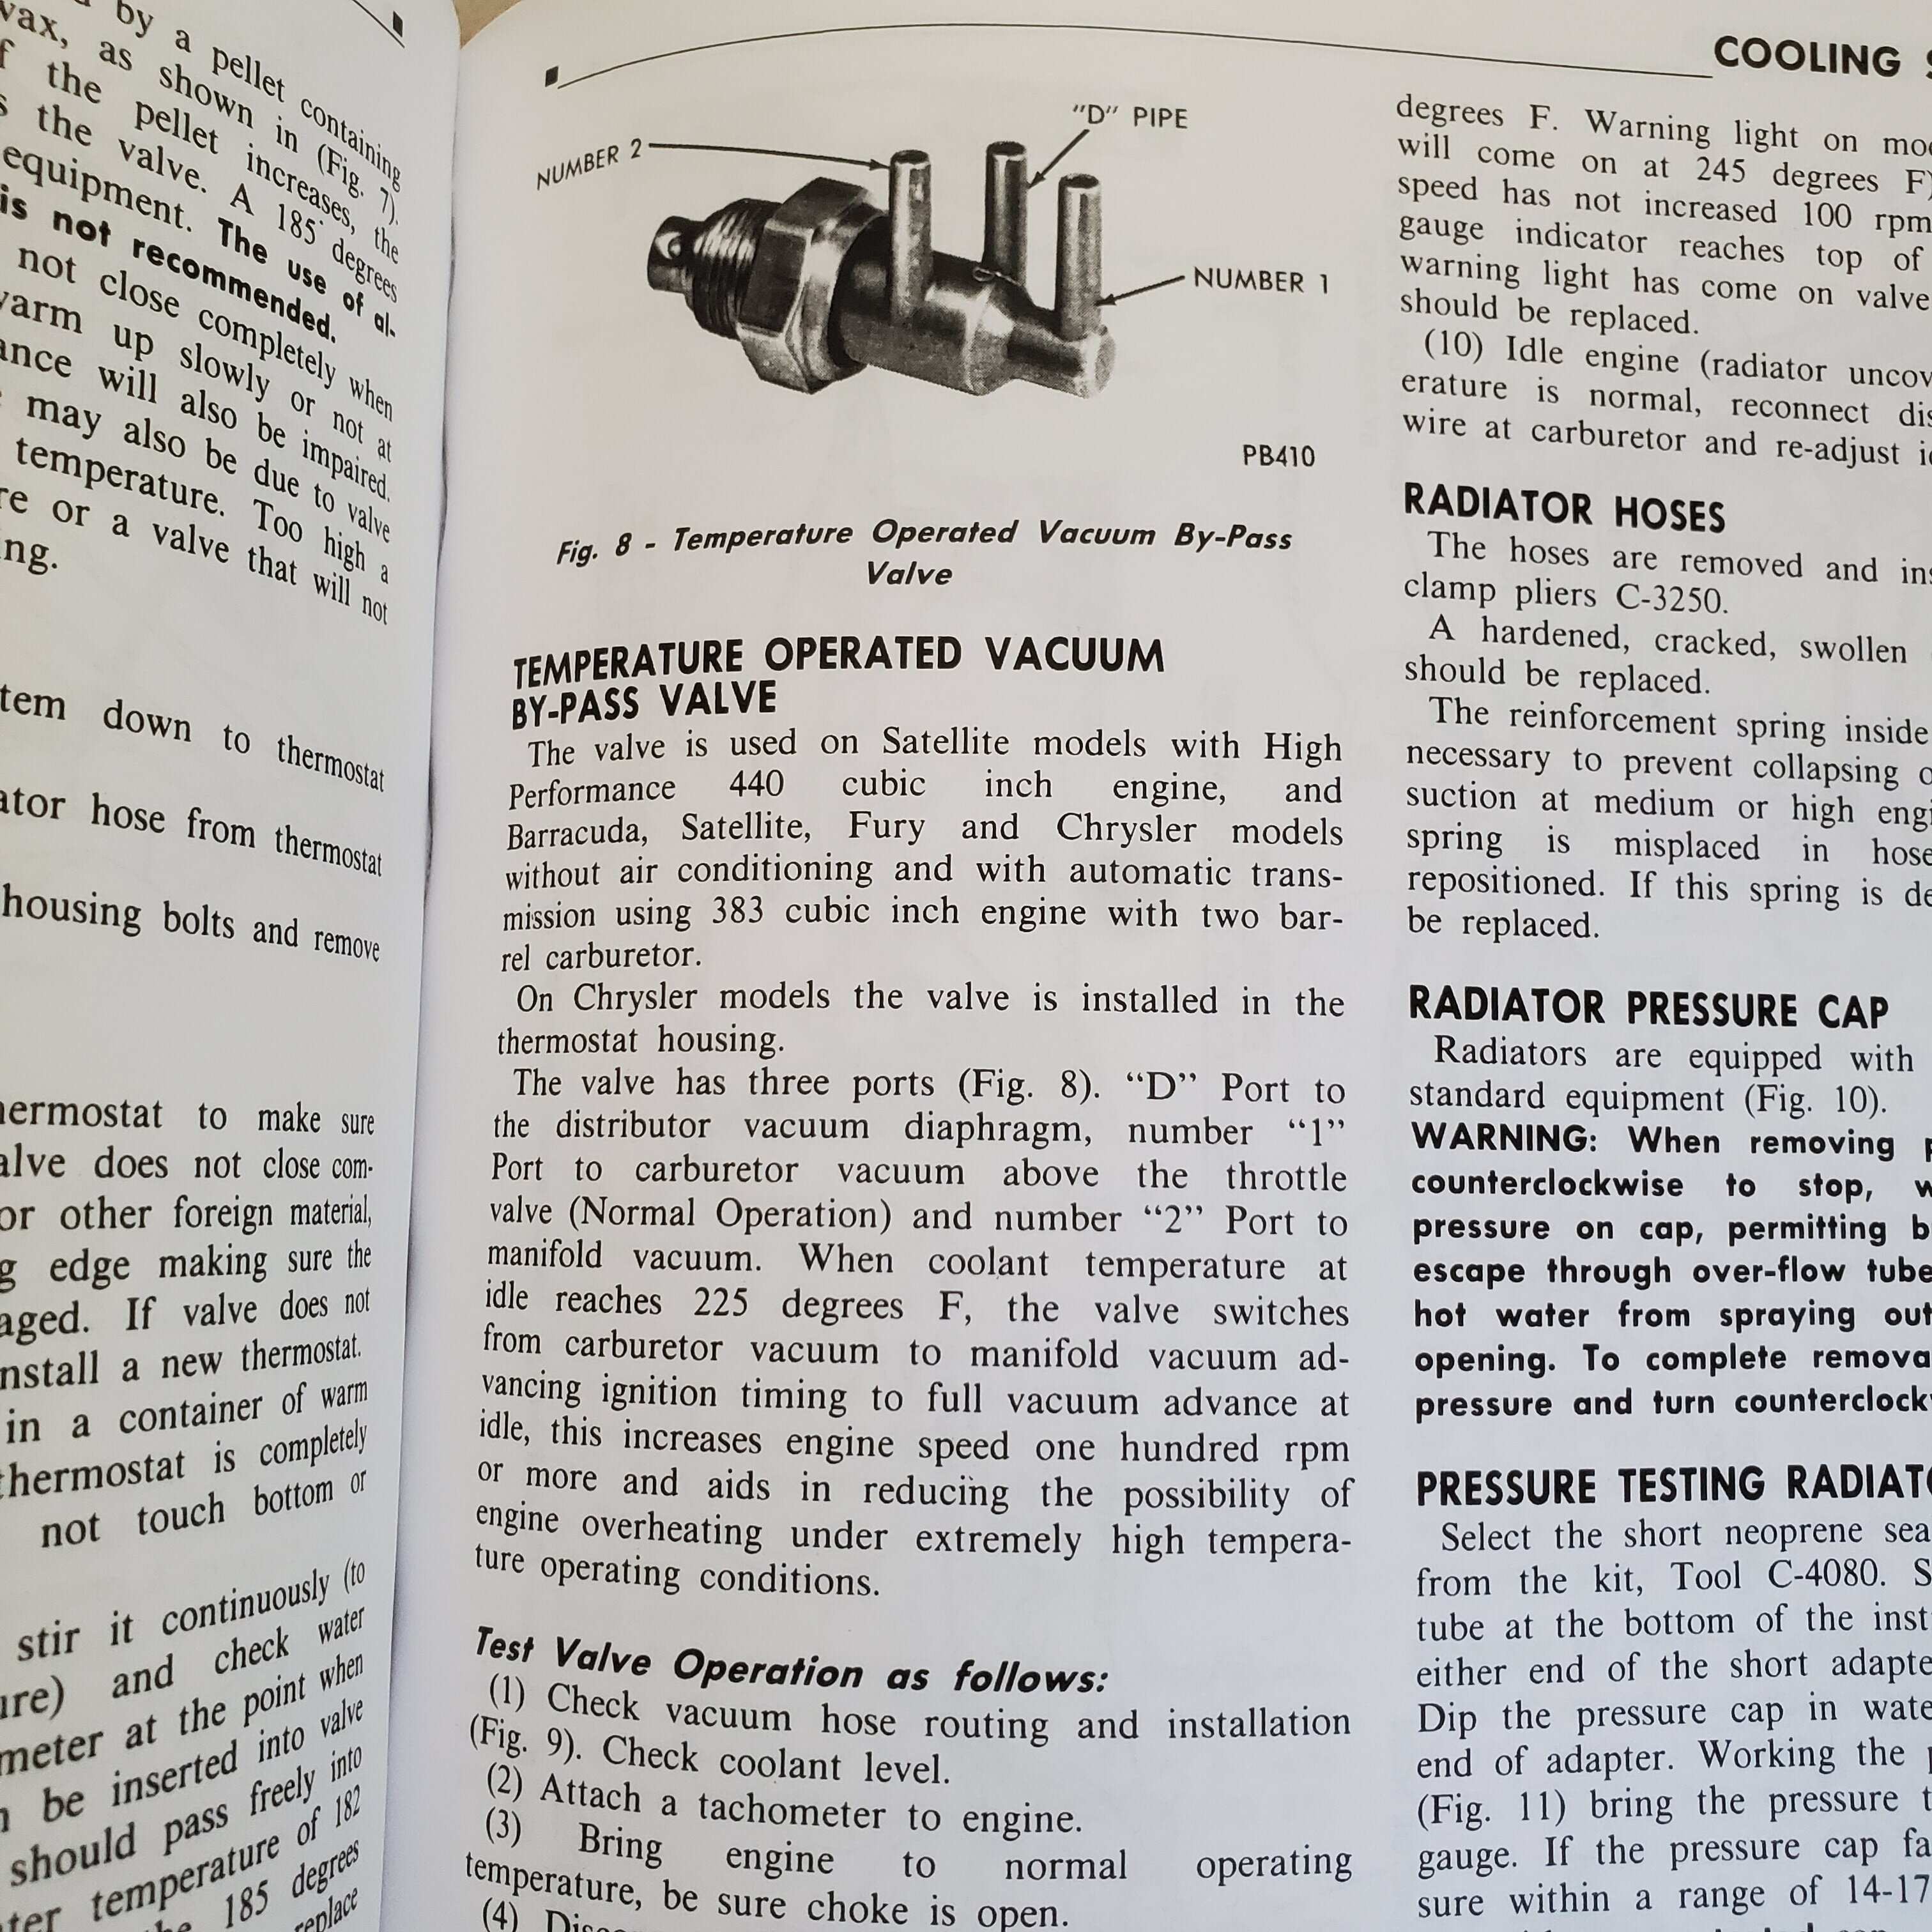 by a pellet containing
wax, as shown in (Fig. 7).
the pellet increases, the
the valve. A 185 degrees
equipment. The use of al-
is not recommended.
not close completely when
warm up slowly or not at
will also be impaired.
may also be due to valve
temperature. Too high a
or a valve that will not
down to thermostat
hose from thermostat
housing bolts and remove
thermostat to make sure
does not close com-
or other foreign material,
edge making sure the
If valve does not
install a new thermostat.
in a container of warm
thermostat is completely
not touch bottom or
stir it continuously (to
and check water
at the point when
be inserted into valve
should pass freely into
temperature of 182
185 degrees
replace
COOLING
"D" PIPE
NUMBER 2
NUMBER 1
PB410
Fig. 8 - Temperature Operated Vacuum By-Pass
Valve
TEMPERATURE OPERATED VACUUM
BY-PASS VALVE
The valve is used on Satellite models with High
Performance 440 cubic inch engine, and
Barracuda, Satellite, Fury and Chrysler models
without air conditioning and with automatic trans-
mission using 383 cubic inch engine with two bar-
rel carburetor.
On Chrysler models the valve is installed in the
thermostat housing.
The valve has three ports (Fig. 8). “D” Port to
the distributor vacuum diaphragm, number “1”
Port to carburetor vacuum above the throttle
valve (Normal Operation) and number “2” Port to
manifold vacuum. When coolant temperature at
idle reaches 225 degrees F, the valve switches
from carburetor vacuum to manifold vacuum ad-
vancing ignition timing to full vacuum advance at
idle, this increases engine speed one hundred rpm
or more and aids in reducing the possibility of
engine overheating under extremely high tempera-
ture operating conditions.
Test Valve Operation as follows:
(1) Check vacuum hose routing and installation
(Fig. 9). Check coolant level.
(2) Attach a tachometer to engine.
(3) Bring engine to normal operating
temperature, be sure choke is open.
(4)
degrees F. Warning light on
will come on at 245 degrees F)
speed has not increased 100 rpm
gauge indicator reaches top of
warning light has come on valve
should be replaced.
(10) Idle engine (radiator
erature is normal, reconnect
wire at carburetor and re-adjust
RADIATOR HOSES
The hoses are removed and
clamp pliers C-3250.
A hardened, cracked, swollen
should be replaced.
The reinforcement spring inside
necessary to prevent collapsing
suction at medium or high
spring is misplaced in hose
repositioned. If this spring is
be replaced.
RADIATOR PRESSURE CAP
Radiators are equipped with
standard equipment (Fig. 10).
WARNING: When removing
counterclockwise to stop,
pressure on cap, permitting
escape through over-flow tube
hot water from spraying out
opening. To complete
pressure and turn
PRESSURE TESTING
Select the short neoprene
from the kit, Tool C-4080.
tube at the bottom of the
either end of the short
Dip the pressure cap in
end of adapter. Working the
(Fig. 11) bring the pressure
gauge. If the pressure cap
sure within a range of 14-17